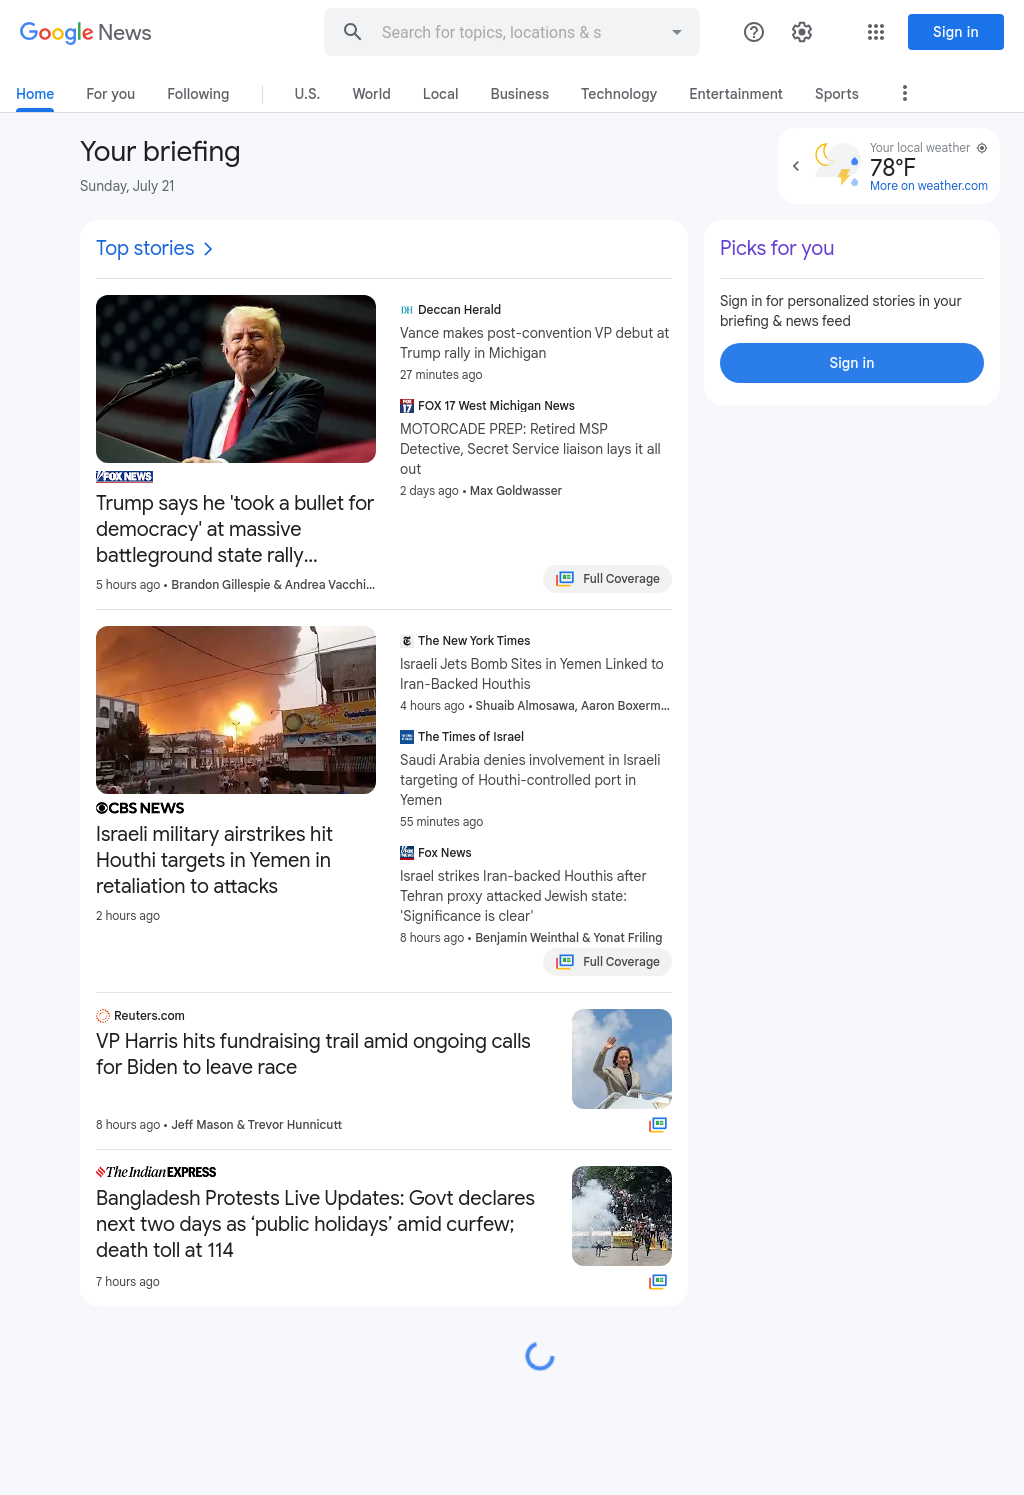 Google News
Search for topics, locations & s
Sign in
Home
For you
Following
U.S.
World
Local
Business
Technology
Entertainment
Sports
Your briefing
Sunday, July 21
Your local weather
78°F
More on weather.com
Top stories
Picks for you
Sign in for personalized stories in your
briefing & news feed
Sign in
FOX NEWS
Trump says he 'took a bullet for
democracy' at massive
battleground state rally...
5 hours ago • Brandon Gillespie & Andrea Vacchi...
DH Deccan Herald
Vance makes post-convention VP debut at
Trump rally in Michigan
27 minutes ago
FOX 17 West Michigan News
MOTORCADE PREP: Retired MSP
Detective, Secret Service liaison lays it all
out
2 days ago • Max Goldwasser
Full Coverage
CBS NEWS
Israeli military airstrikes hit
Houthi targets in Yemen in
retaliation to attacks
2 hours ago
The New York Times
Israeli Jets Bomb Sites in Yemen Linked to
Iran-Backed Houthis
4 hours ago • Shuaib Almosawa, Aaron Boxerm...
The Times of Israel
Saudi Arabia denies involvement in Israeli
targeting of Houthi-controlled port in
Yemen
55 minutes ago
Fox News
Israel strikes Iran-backed Houthis after
Tehran proxy attacked Jewish state:
'Significance is clear'
8 hours ago • Benjamin Weinthal & Yonat Friling
Full Coverage
Reuters.com
VP Harris hits fundraising trail amid ongoing calls
for Biden to leave race
8 hours ago • Jeff Mason & Trevor Hunnicutt
The Indian EXPRESS
Bangladesh Protests Live Updates: Govt declares
next two days as ‘public holidays’ amid curfew;
death toll at 114
7 hours ago